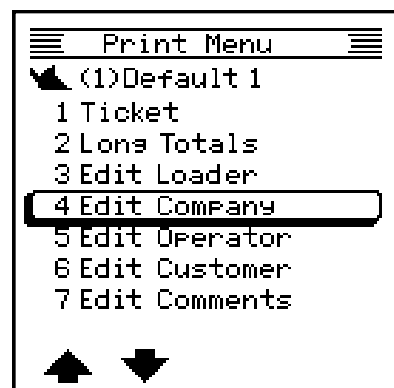 Print Menu
(1)Default 1
1 Ticket
2 Long Totals
3 Edit Loader
4 Edit Company
5 Edit Operator
6 Edit Customer
7 Edit Comments